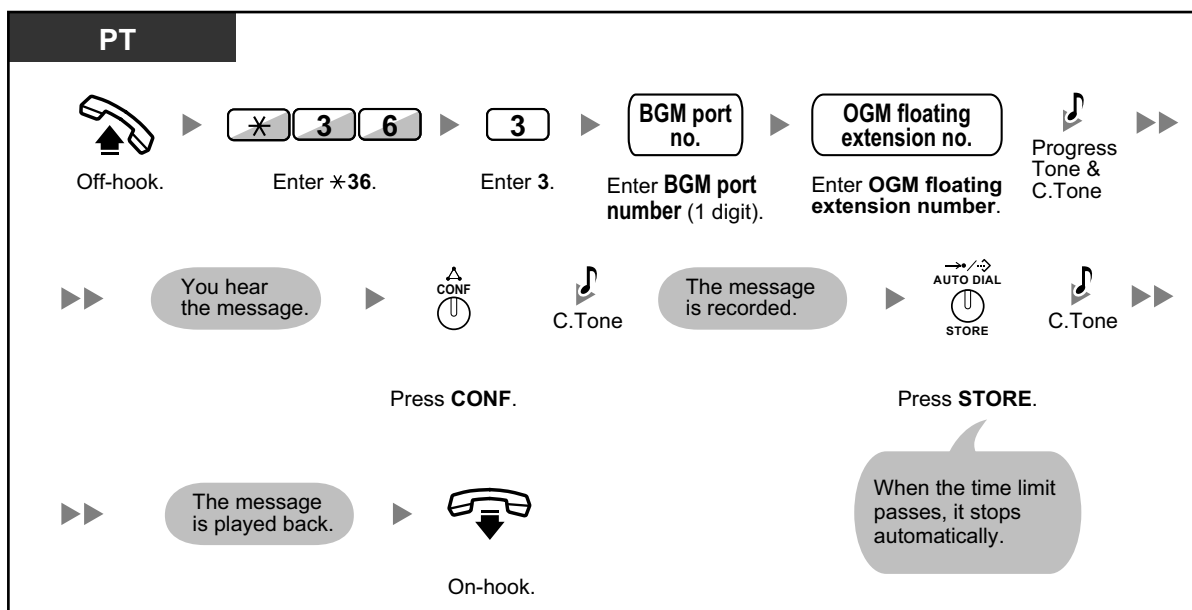 PT
✳ 3 6
3
BGM port
no.
OGM floating
extension no.
Off-hook.
Enter ✳36.
Enter 3.
Enter BGM port
number (1 digit).
Enter OGM floating
extension number.
Progress
Tone &
C.Tone
You hear
the message.
CONF
C.Tone
The message
is recorded.
AUTO DIAL
STORE
C.Tone
Press CONF.
Press STORE.
When the time limit
passes, it stops
automatically.
The message
is played back.
On-hook.